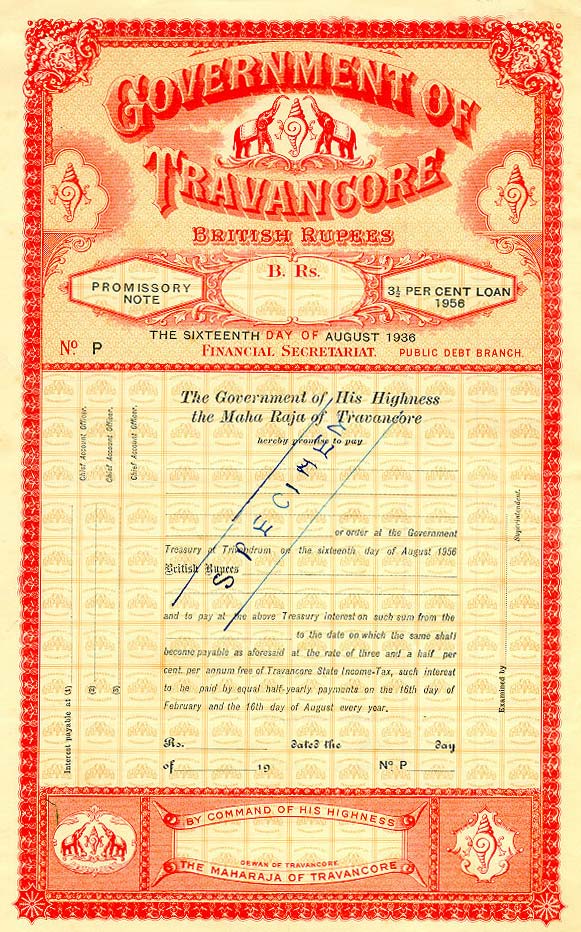 GOVERNMENT OF
TRAVANCORE
BRITISH RUPEES
B. Rs.
PROMISSORY
NOTE
3½ PER CENT LOAN
1956
THE SIXTEENTH DAY OF AUGUST 1936
No. P
FINANCIAL SECRETARIAT.
PUBLIC DEBT BRANCH.
The Government of His Highness
the Maha Raja of Travancore
hereby promise to pay
or order at the Government
Treasury at Trivandrum on the sixteenth day of August 1956
British Rupees
and to pay at the above Treasury interest on such sum from the
to the date on which the same shall
become payable as aforesaid at the rate of three and a half per
cent. per annum free of Travancore State Income-Tax, such interest
to be paid by equal half-yearly payments on the 16th day of
February and the 16th day of August every year.
Rs. dated the day
of 19 No P
SPECIMEN
Interest payable at (1) Chief Account Officer.
(2) Chief Account Officer.
(3) Chief Account Officer.
Examined by Superintendent.
BY COMMAND OF HIS HIGHNESS
DEWAN OF TRAVANCORE.
THE MAHARAJA OF TRAVANCORE